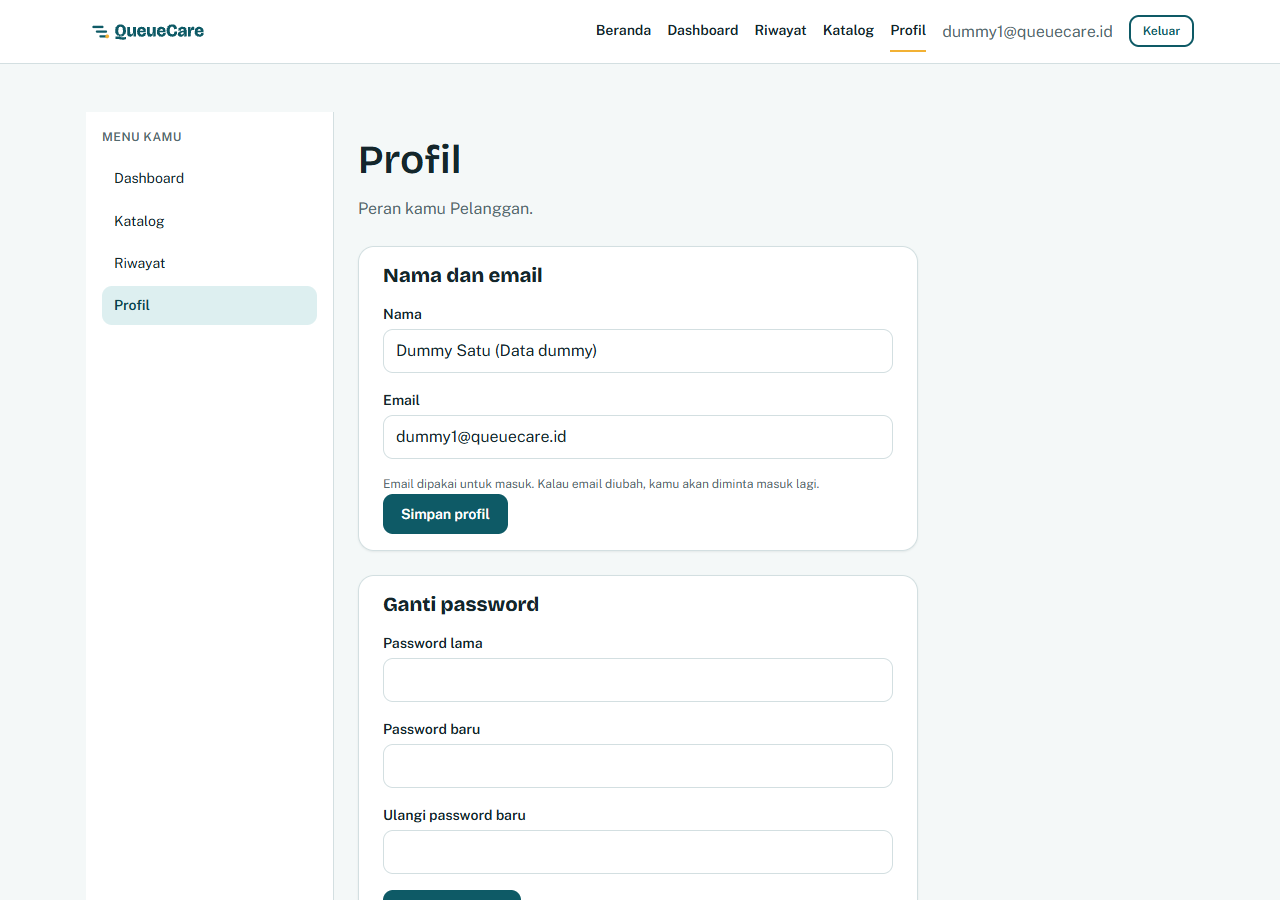 QueueCare
Beranda Dashboard Riwayat Katalog Profil dummy1@queuecare.id Keluar
MENU KAMU
Dashboard
Katalog
Riwayat
Profil
Profil
Peran kamu Pelanggan.
Nama dan email
Nama
Dummy Satu (Data dummy)
Email
dummy1@queuecare.id
Email dipakai untuk masuk. Kalau email diubah, kamu akan diminta masuk lagi.
Simpan profil
Ganti password
Password lama
Password baru
Ulangi password baru